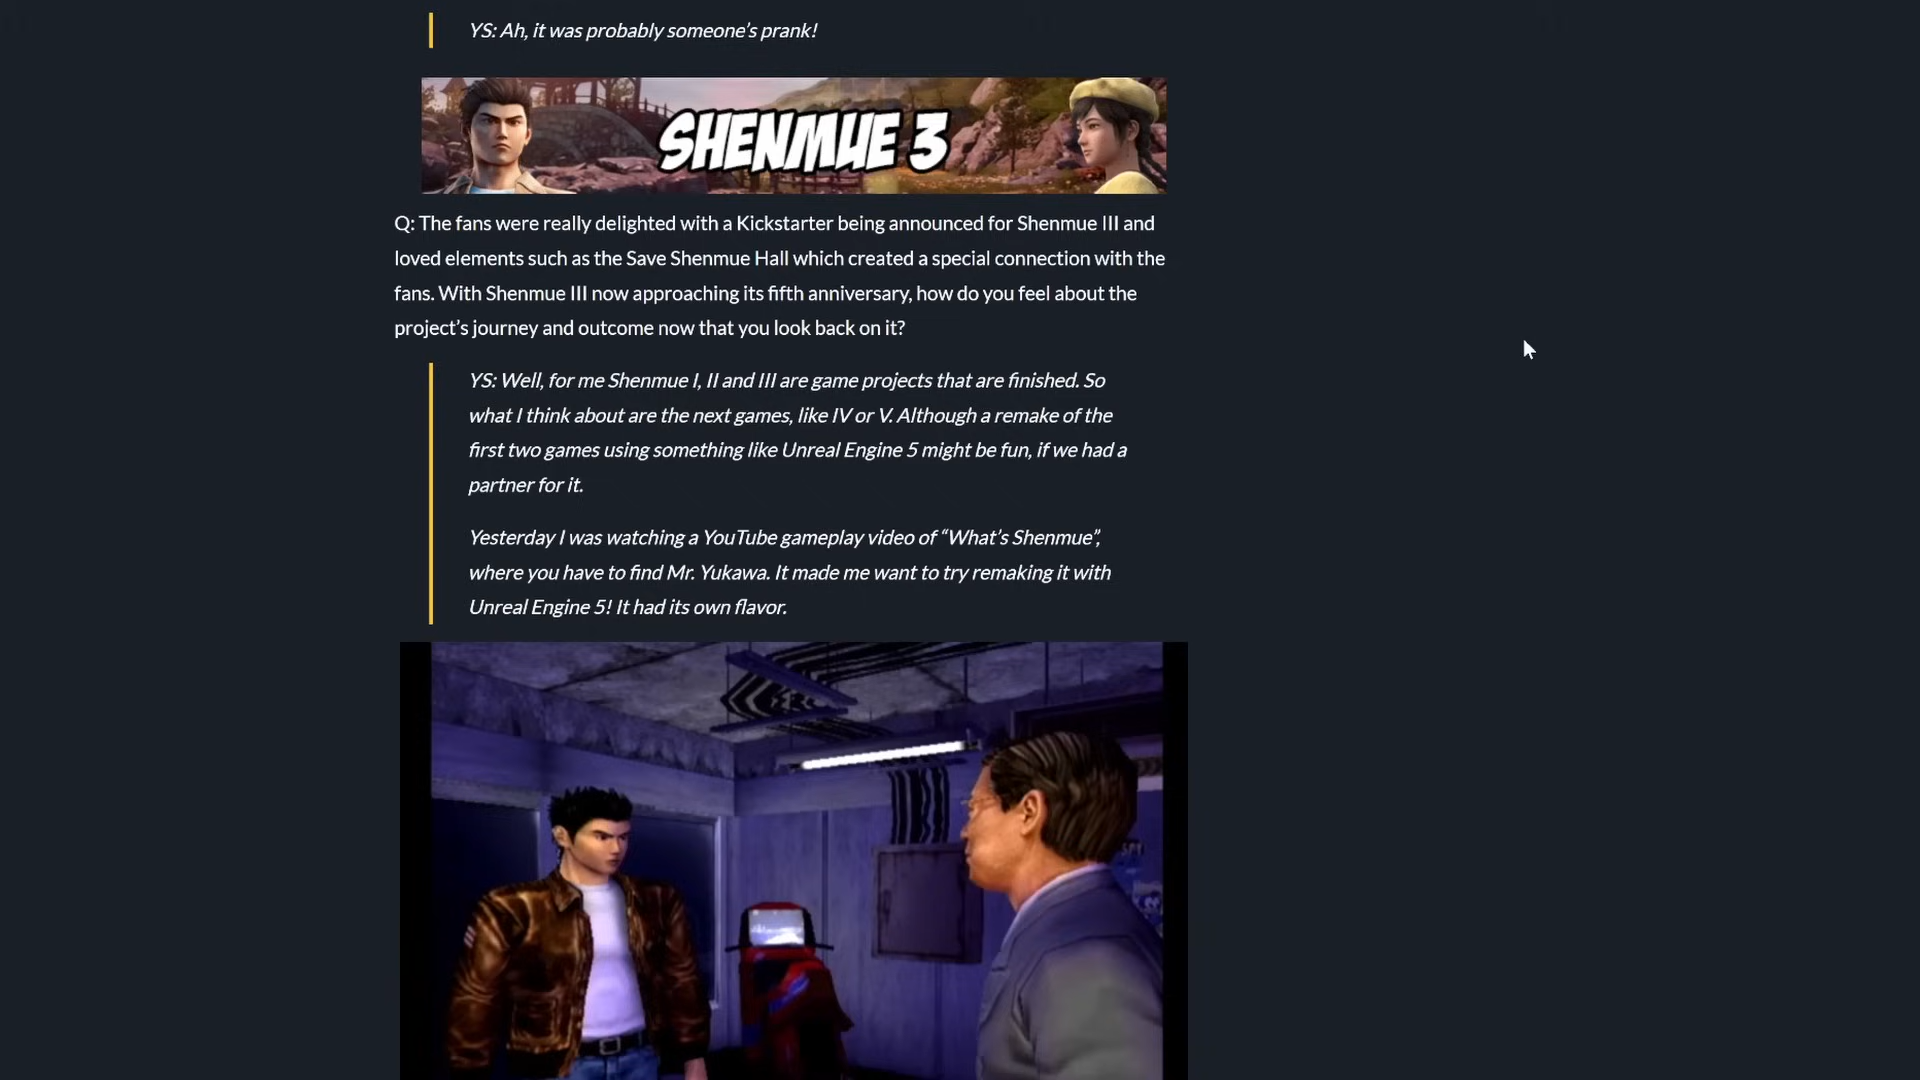 YS: Ah, it was probably someone’s prank!
SHENMUE 3
Q: The fans were really delighted with a Kickstarter being announced for Shenmue III and
loved elements such as the Save Shenmue Hall which created a special connection with the
fans. With Shenmue III now approaching its fifth anniversary, how do you feel about the
project’s journey and outcome now that you look back on it?
YS: Well, for me Shenmue I, II and III are game projects that are finished. So
what I think about are the next games, like IV or V. Although a remake of the
first two games using something like Unreal Engine 5 might be fun, if we had a
partner for it.
Yesterday I was watching a YouTube gameplay video of “What’s Shenmue”,
where you have to find Mr. Yukawa. It made me want to try remaking it with
Unreal Engine 5! It had its own flavor.